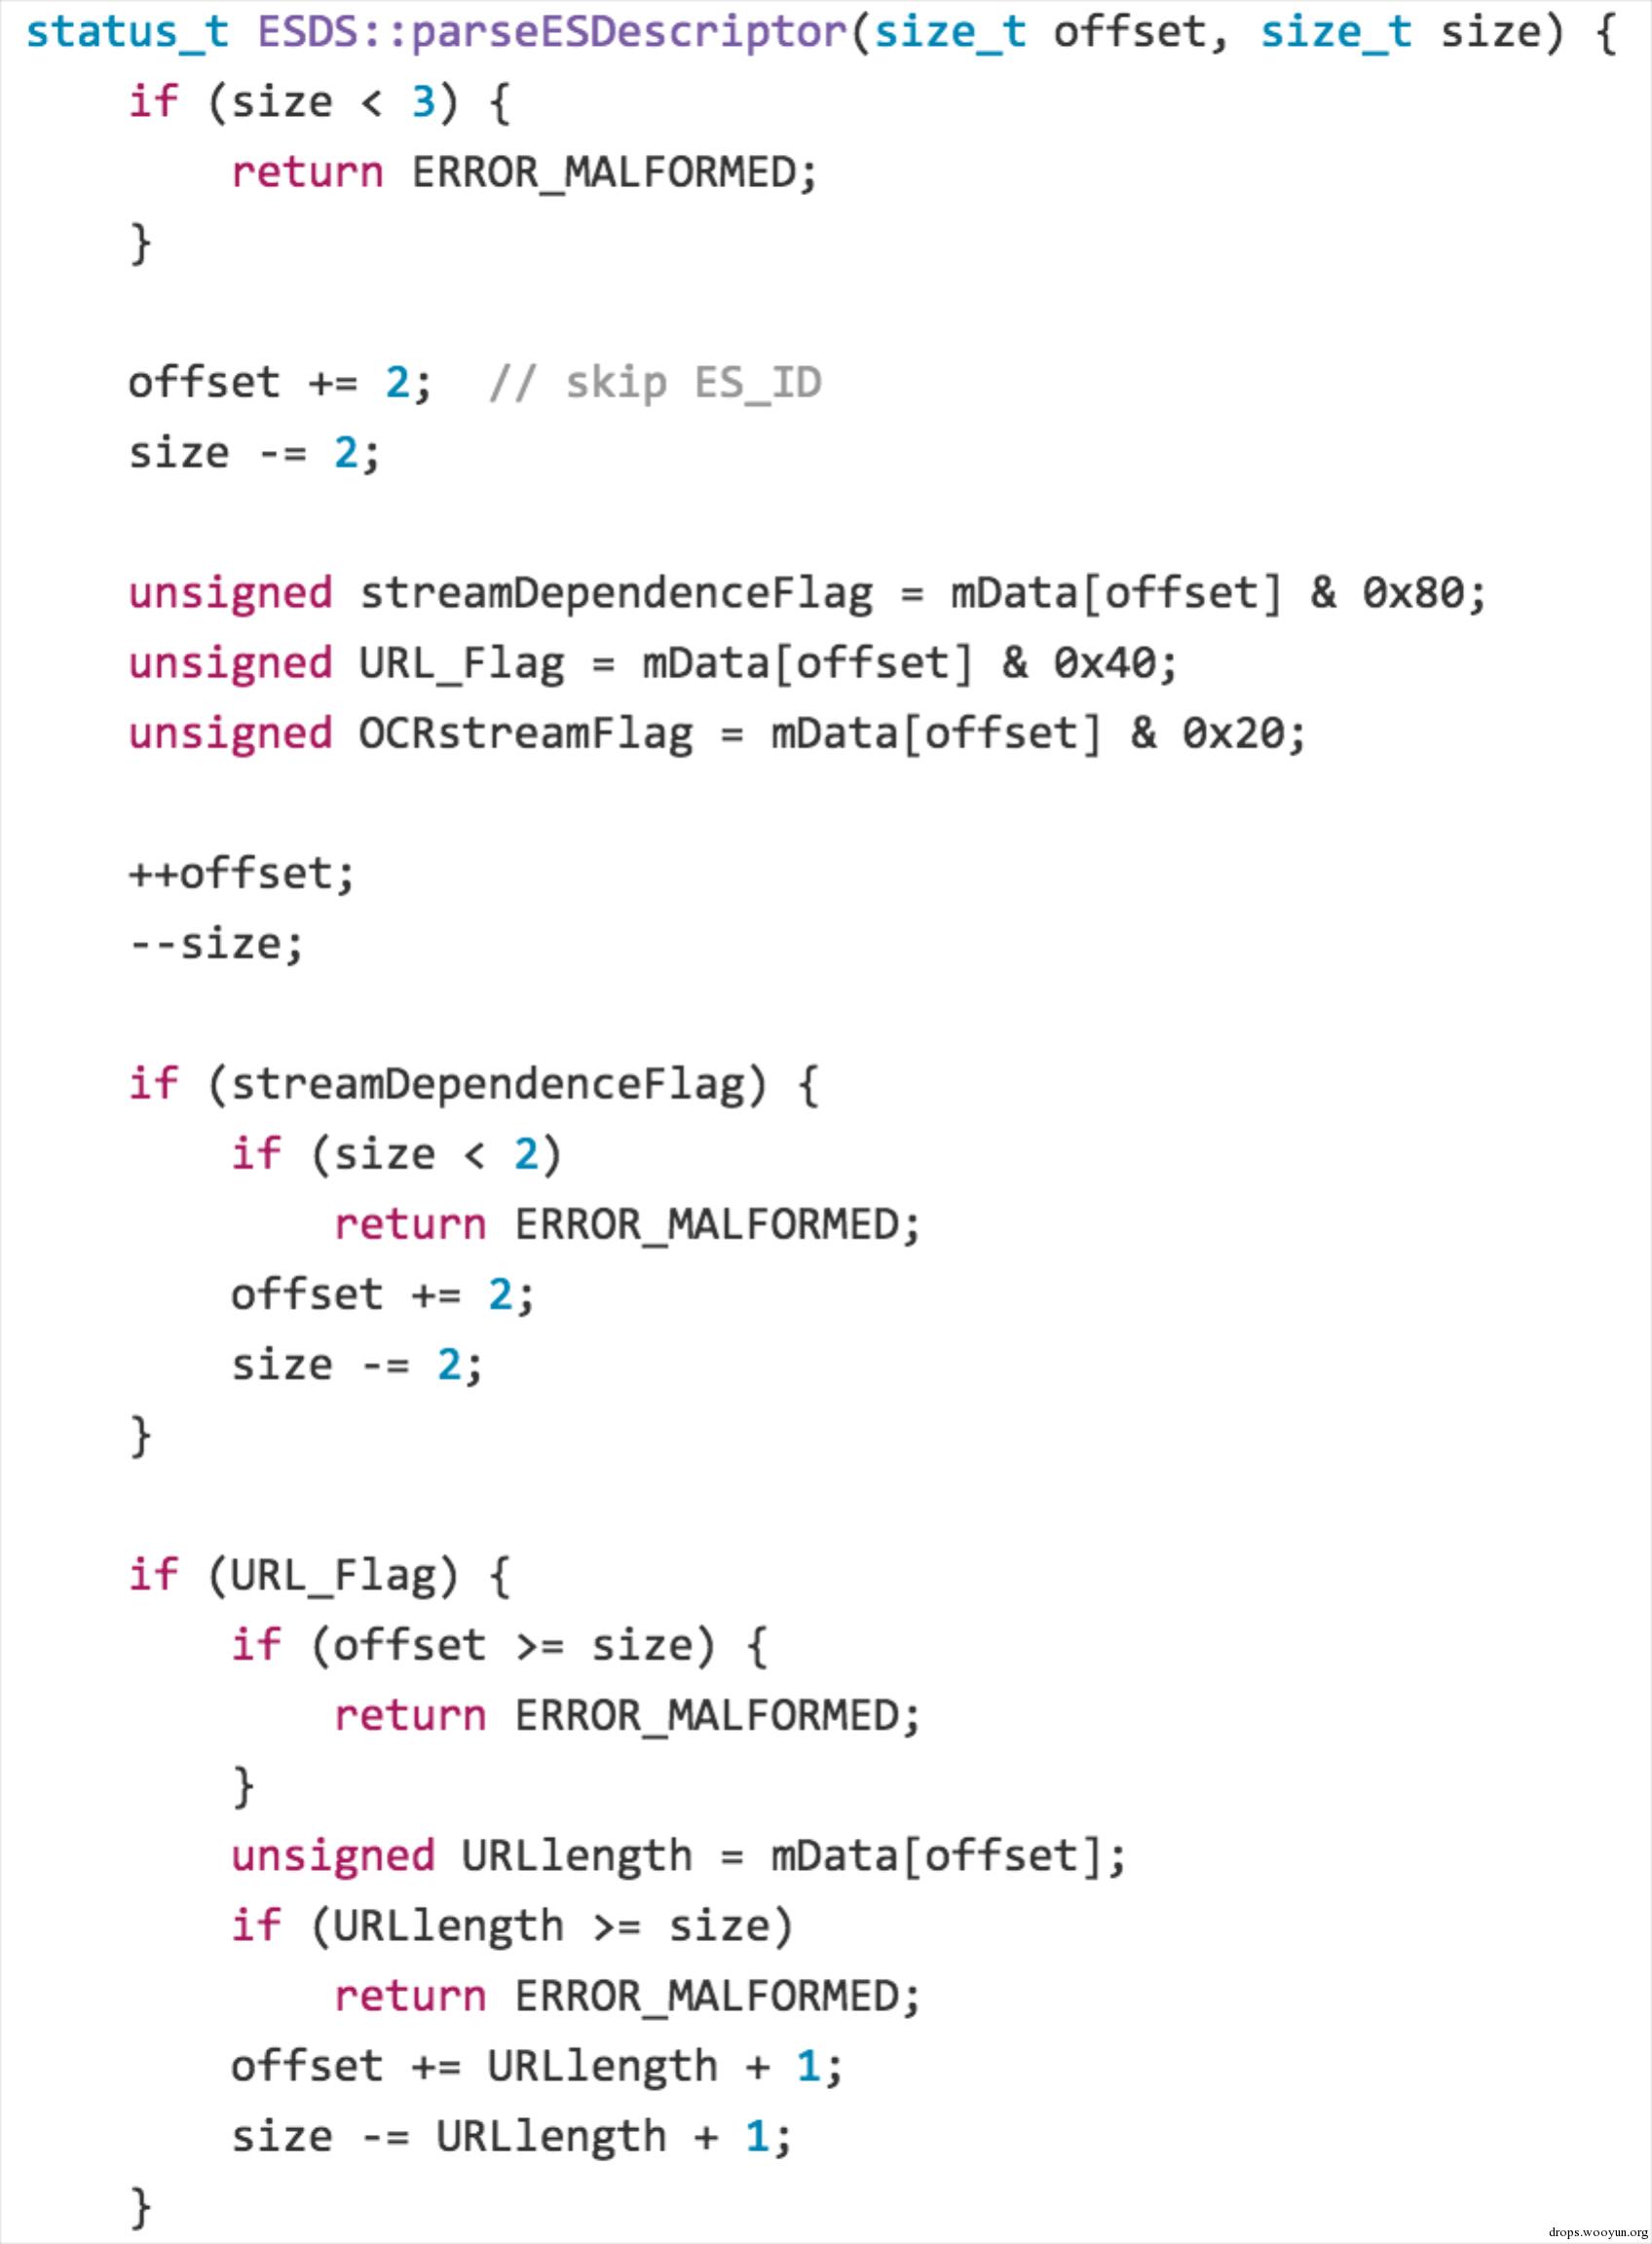 status_t ESDS::parseESDescriptor(size_t offset, size_t size) {
    if (size < 3) {
        return ERROR_MALFORMED;
    }

    offset += 2;  // skip ES_ID
    size -= 2;

    unsigned streamDependenceFlag = mData[offset] & 0x80;
    unsigned URL_Flag = mData[offset] & 0x40;
    unsigned OCRstreamFlag = mData[offset] & 0x20;

    ++offset;
    --size;

    if (streamDependenceFlag) {
        if (size < 2)
            return ERROR_MALFORMED;
        offset += 2;
        size -= 2;
    }

    if (URL_Flag) {
        if (offset >= size) {
            return ERROR_MALFORMED;
        }
        unsigned URLlength = mData[offset];
        if (URLlength >= size)
            return ERROR_MALFORMED;
        offset += URLlength + 1;
        size -= URLlength + 1;
    }
drops.wooyun.org